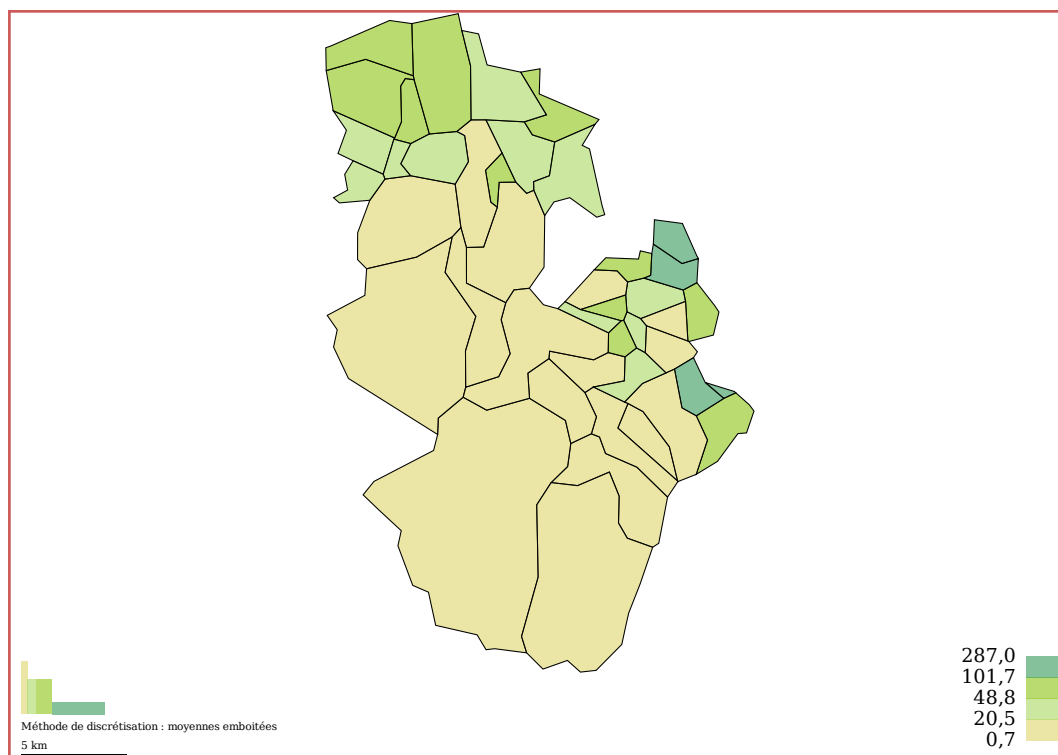 287,0
101,7
48,8
20,5
0,7
Méthode de discrétisation : moyennes emboitées
5 km